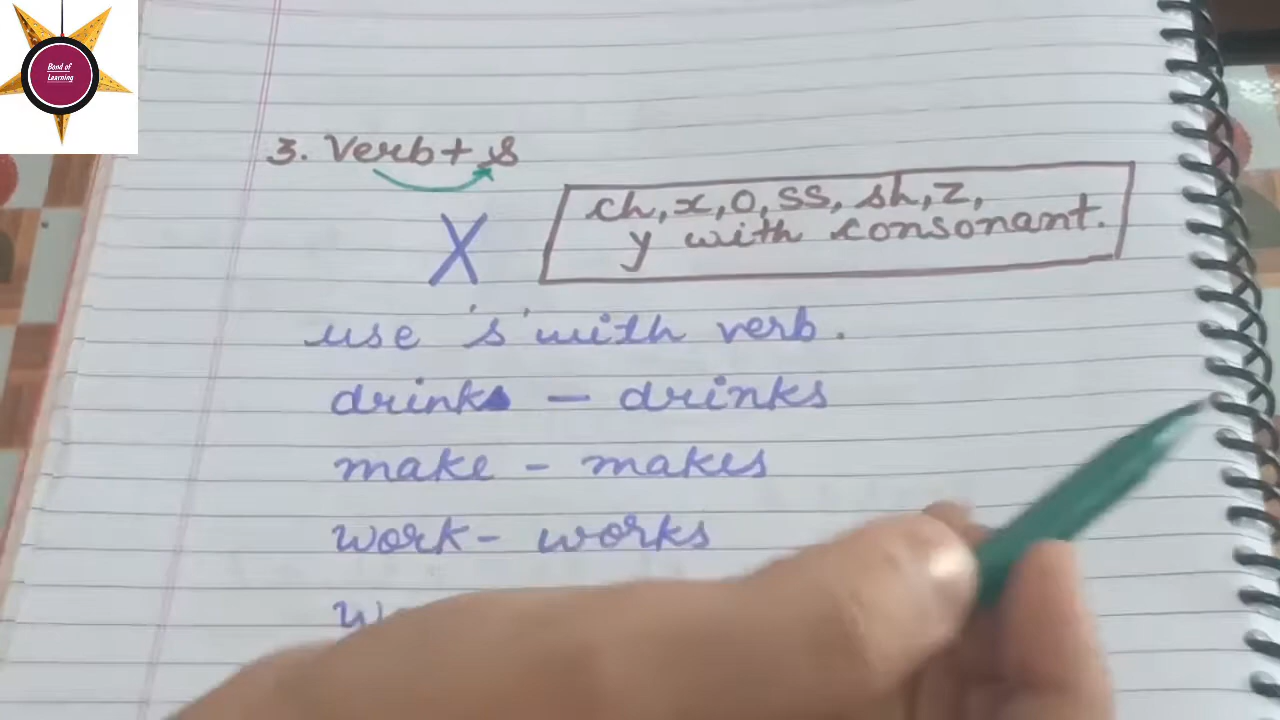 Bond of
Learning
3. Verb + s
ch, x, o, ss, sh, z,
y with consonant.
use 's' with verb.
drink - drinks
make - makes
work - works